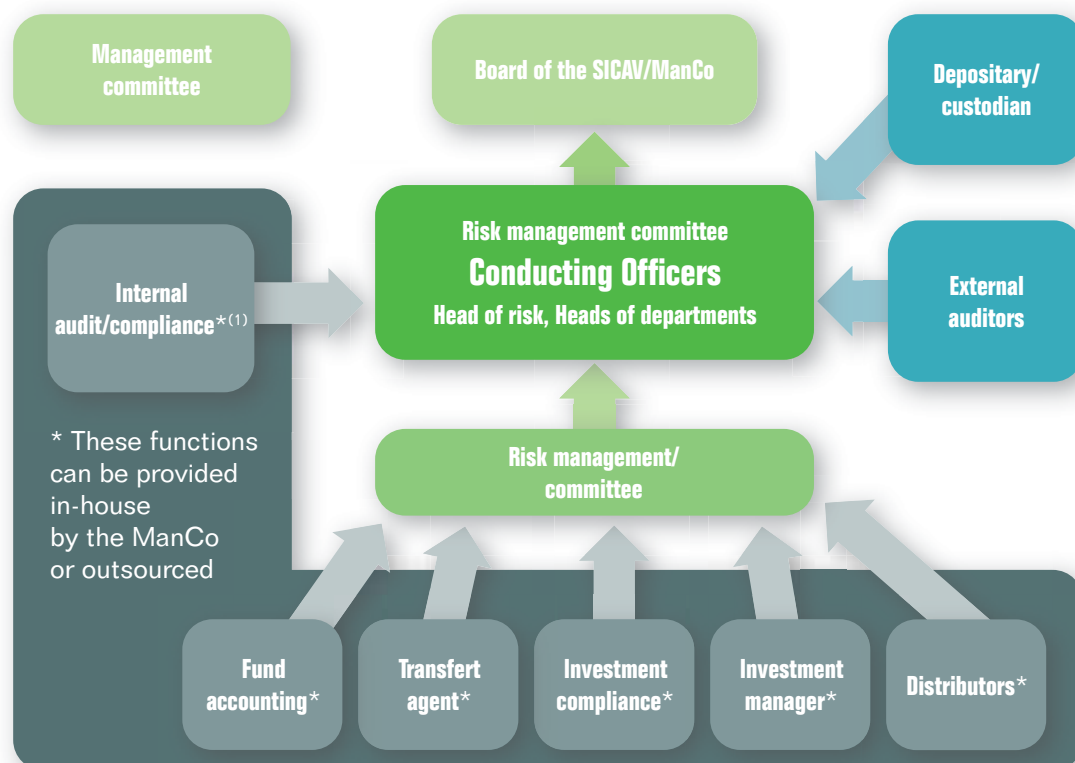 Management
committee
Board of the SICAV/ManCo
Depositary/
custodian
Risk management committee
Conducting Officers
Head of risk, Heads of departments
Internal
audit/compliance*(1)
External
auditors
* These functions
can be provided
in-house
by the ManCo
or outsourced
Risk management/
committee
Fund
accounting*
Transfert
agent*
Investment
compliance*
Investment
manager*
Distributors*